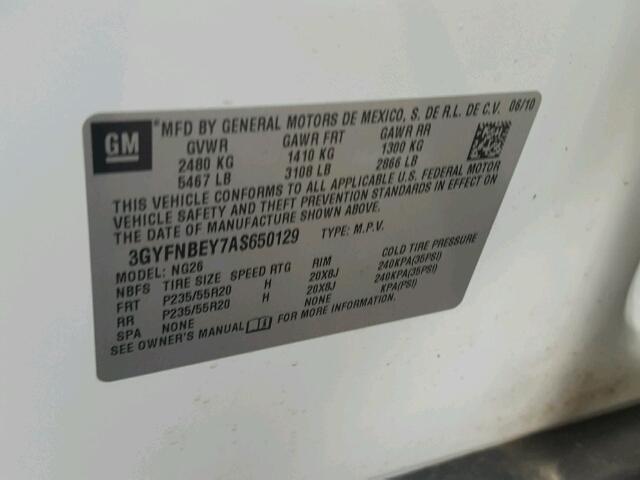 GM
*MFD BY GENERAL MOTORS DE MEXICO, S. DE R.L. DE C.V. 06/10
GVWR GAWR FRT GAWR RR
2480 KG 1410 KG 1300 KG
5467 LB 3108 LB 2866 LB
THIS VEHICLE CONFORMS TO ALL APPLICABLE U.S. FEDERAL MOTOR
VEHICLE SAFETY AND THEFT PREVENTION STANDARDS IN EFFECT ON
THE DATE OF MANUFACTURE SHOWN ABOVE.
3GYFNBEY7AS650129 TYPE: M.P.V.
MODEL: NG26
NBFS TIRE SIZE SPEED RTG RIM COLD TIRE PRESSURE
FRT P235/55R20 H 20X8J 240KPA(35PSI)
RR P235/55R20 H 20X8J 240KPA(35PSI)
SPA NONE NONE KPA(PSI)
SEE OWNER'S MANUAL FOR MORE INFORMATION.